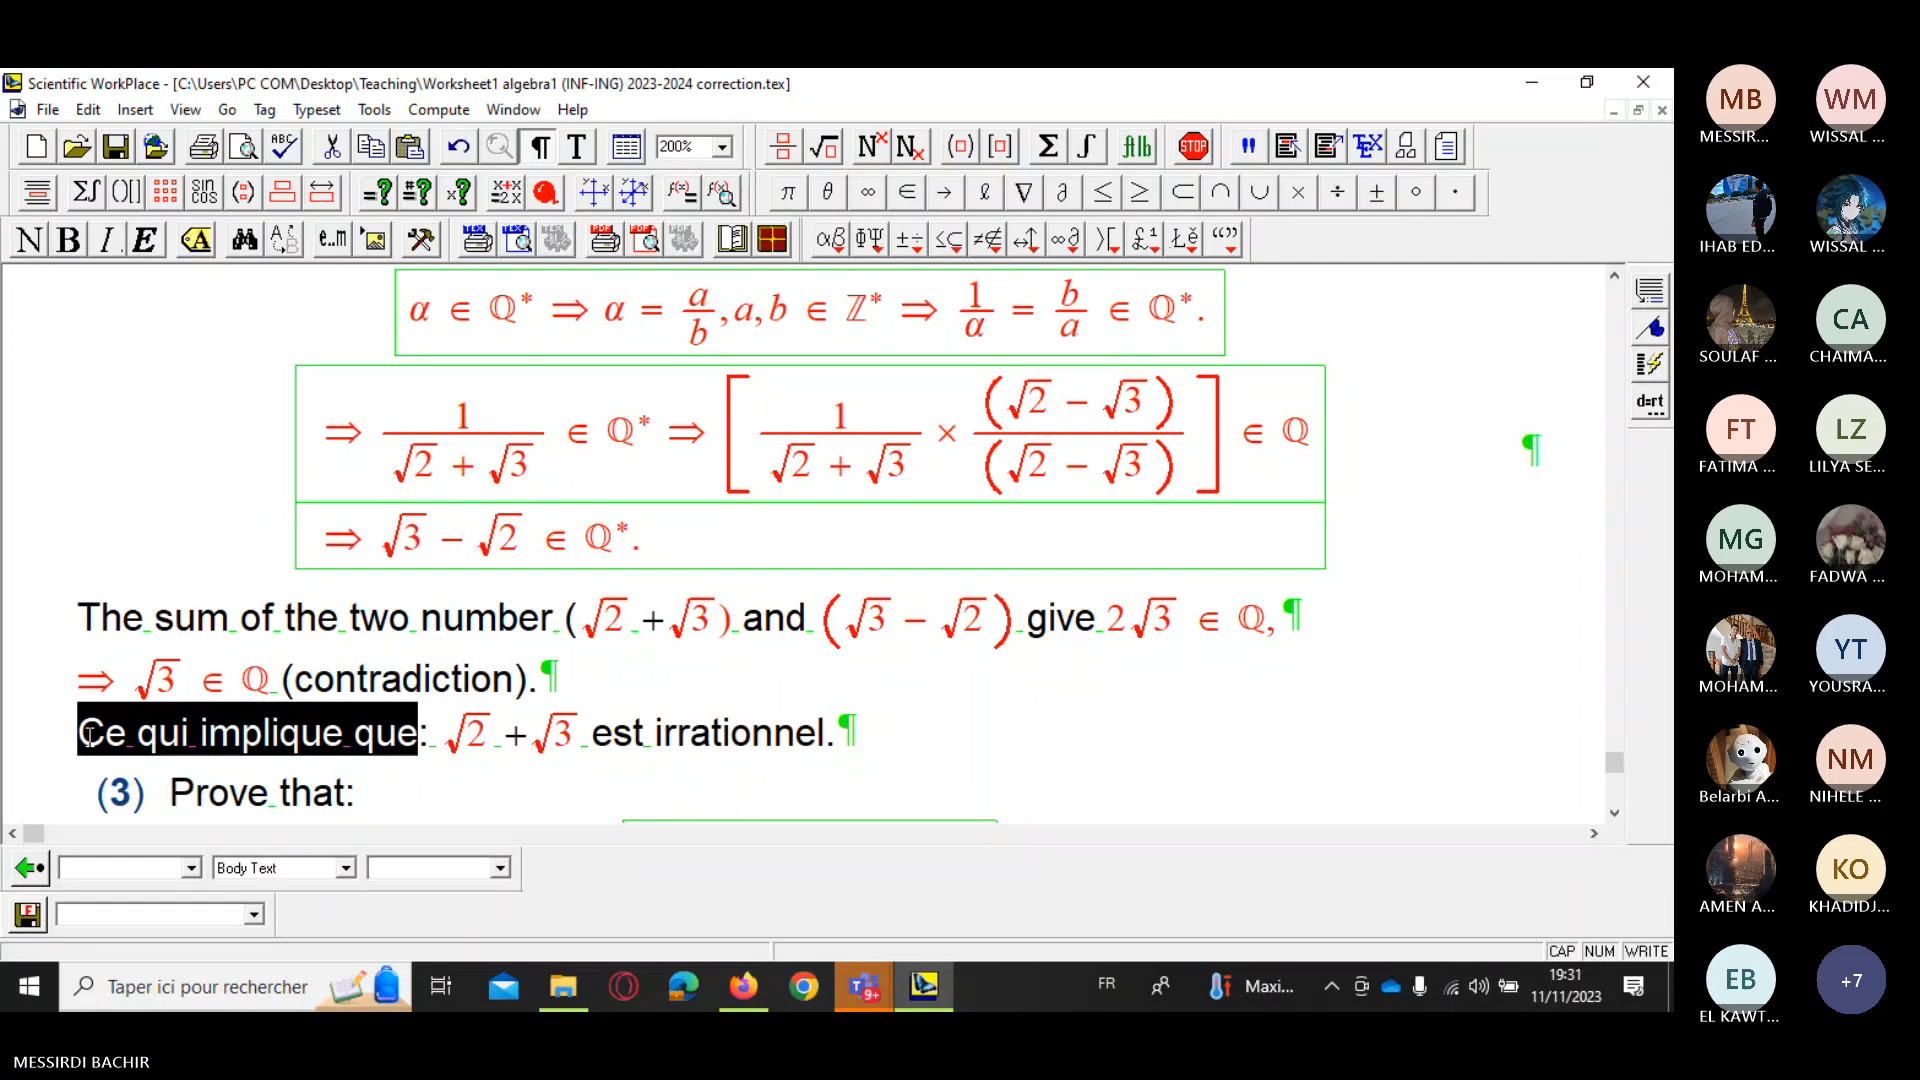 Scientific WorkPlace - [C:\Users\PC COM\Desktop\Teaching\Worksheet1 algebra1 (INF-ING) 2023-2024 correction.tex]
File Edit Insert View Go Tag Typeset Tools Compute Window Help
200%
α ∈ ℚ* ⇒ α = a/b, a, b ∈ ℤ* ⇒ 1/α = b/a ∈ ℚ*.
⇒ 1/(√2 + √3) ∈ ℚ* ⇒ [1/(√2 + √3) × (√2 − √3)/(√2 − √3)] ∈ ℚ
⇒ √3 − √2 ∈ ℚ*.
The sum of the two number (√2 +√3) and (√3 − √2) give 2√3 ∈ ℚ,¶
⇒ √3 ∈ ℚ (contradiction).¶
Ce qui implique que: √2 +√3 est irrationnel.¶
(3) Prove that:
Body Text
CAP NUM WRITE
Taper ici pour rechercher
9+
FR
Maxi...
19:31
11/11/2023
MB
MESSIR...
WM
WISSAL ...
IHAB ED...
WISSAL ...
SOULAF ...
CA
CHAIMA...
FT
FATIMA ...
LZ
LILYA SE...
MG
MOHAM...
FADWA ...
MOHAM...
YT
YOUSRA...
Belarbi A...
NM
NIHELE ...
AMEN A...
KO
KHADIDJ...
EB
EL KAWT...
+7
MESSIRDI BACHIR